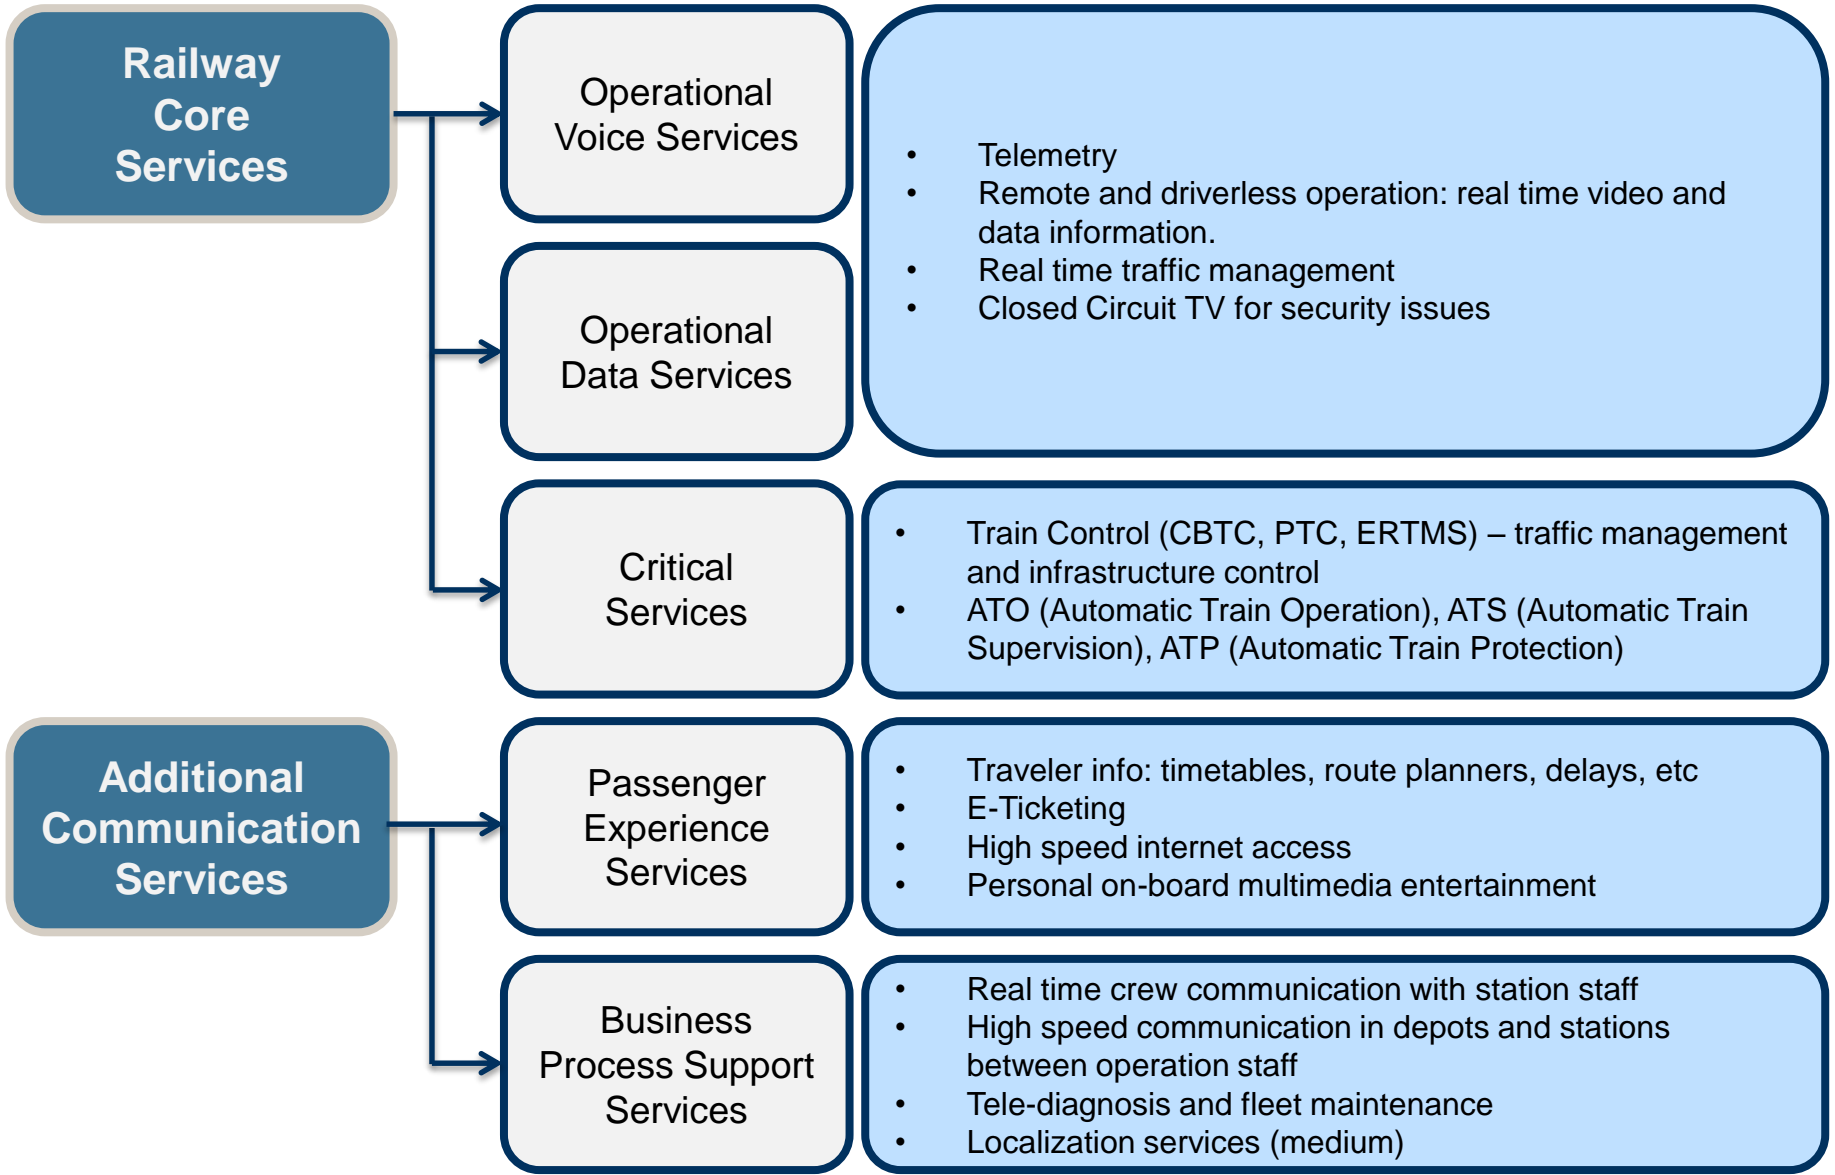 Railway
Core
Services
Operational
Voice Services
Operational
Data Services
• Telemetry
• Remote and driverless operation: real time video and
data information.
• Real time traffic management
• Closed Circuit TV for security issues
Critical
Services
• Train Control (CBTC, PTC, ERTMS) – traffic management
and infrastructure control
• ATO (Automatic Train Operation), ATS (Automatic Train
Supervision), ATP (Automatic Train Protection)
Additional
Communication
Services
Passenger
Experience
Services
• Traveler info: timetables, route planners, delays, etc
• E-Ticketing
• High speed internet access
• Personal on-board multimedia entertainment
Business
Process Support
Services
• Real time crew communication with station staff
• High speed communication in depots and stations
between operation staff
• Tele-diagnosis and fleet maintenance
• Localization services (medium)